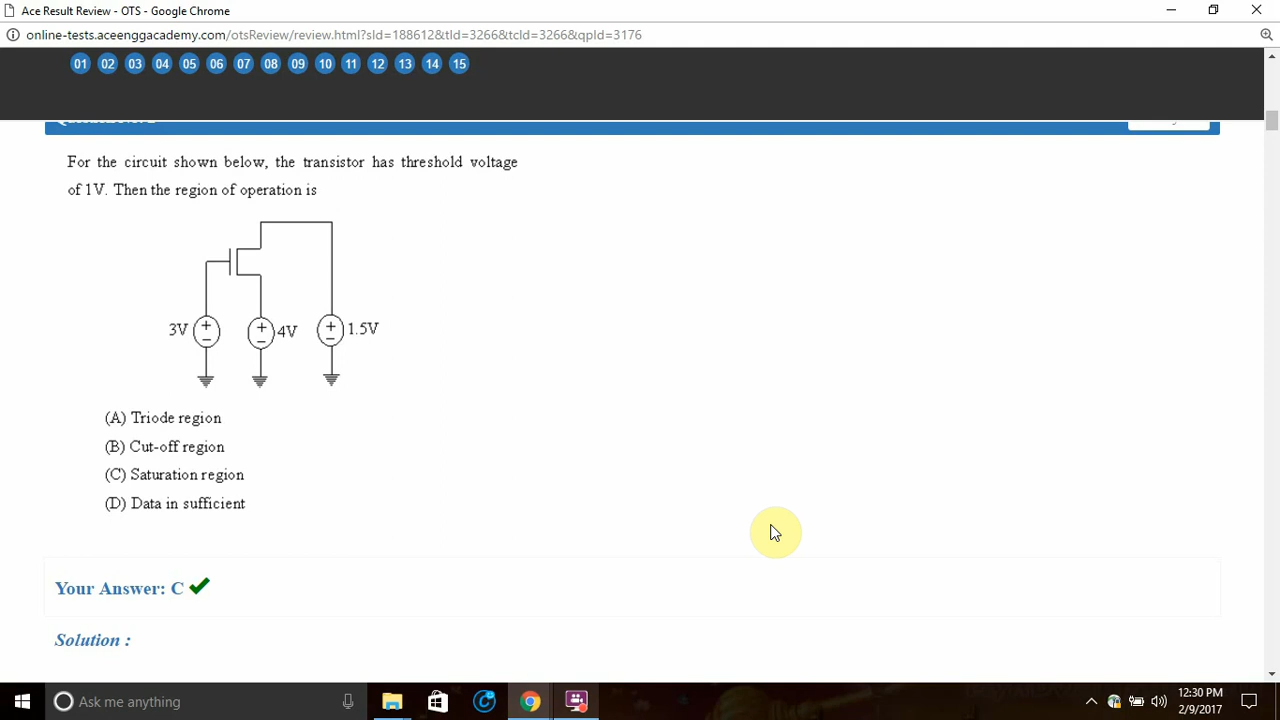 Ace Result Review - OTS - Google Chrome
online-tests.aceenggacademy.com/otsReview/review.html?sId=188612&tId=3266&tcId=3266&qpId=3176
01 02 03 04 05 06 07 08 09 10 11 12 13 14 15
For the circuit shown below, the transistor has threshold voltage
of 1V. Then the region of operation is
3V + − + − 4V + − 1.5V
(A) Triode region
(B) Cut-off region
(C) Saturation region
(D) Data in sufficient
Your Answer: C
Solution :
Ask me anything
12:30 PM
2/9/2017